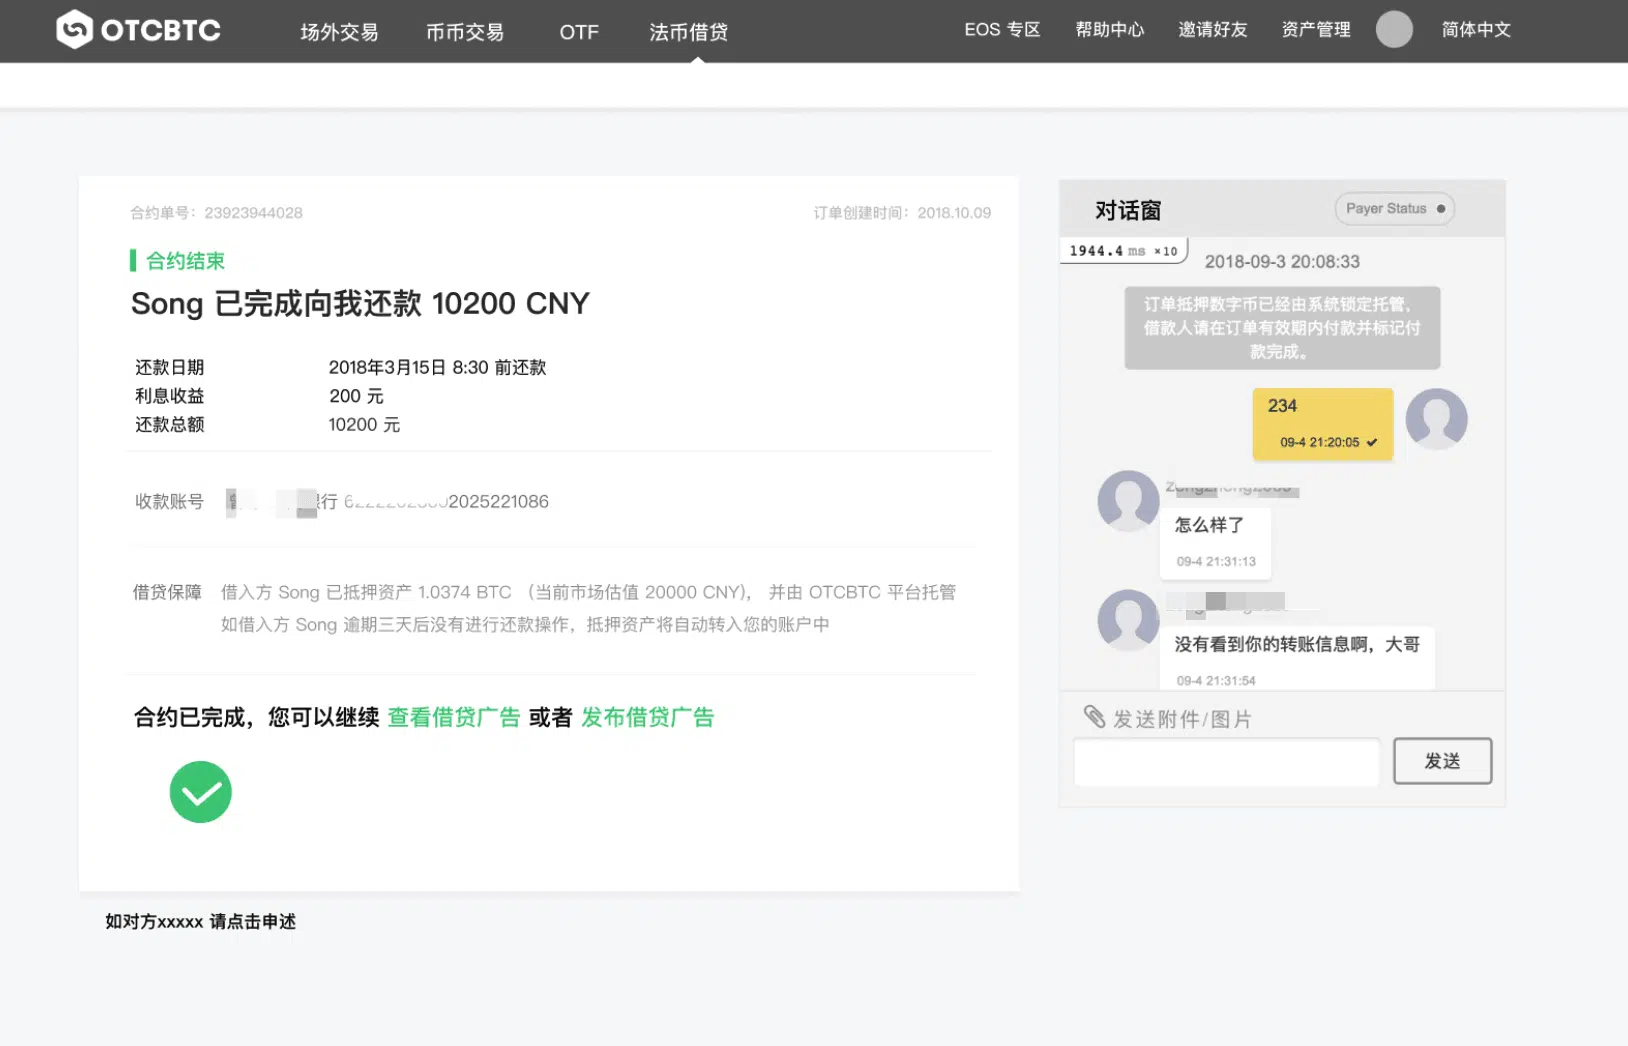 OTCBTC 场外交易 币币交易 OTF 法币借贷 EOS 专区 帮助中心 邀请好友 资产管理 简体中文
合约单号：23923944028 订单创建时间：2018.10.09
合约结束
Song 已完成向我还款 10200 CNY
还款日期 2018年3月15日 8:30 前还款
利息收益 200 元
还款总额 10200 元
收款账号 行 2025221086
借贷保障 借入方 Song 已抵押资产 1.0374 BTC （当前市场估值 20000 CNY)， 并由 OTCBTC 平台托管
如借入方 Song 逾期三天后没有进行还款操作，抵押资产将自动转入您的账户中
合约已完成，您可以继续 查看借贷广告 或者 发布借贷广告
如对方xxxxx 请点击申述
对话窗 Payer Status
1944.4 ms ×10
2018-09-3 20:08:33
订单抵押数字币已经由系统锁定托管，
借款人请在订单有效期内付款并标记付
款完成。
234
09-4 21:20:05
怎么样了
09-4 21:31:13
没有看到你的转账信息啊，大哥
09-4 21:31:54
发送附件/图片
发送